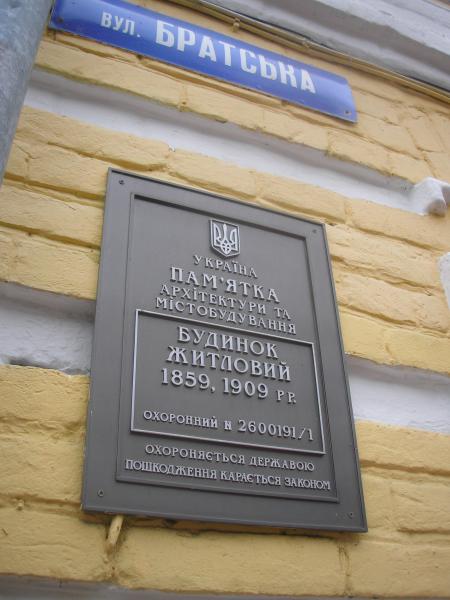 ВУЛ. БРАТСЬКА
УКРАЇНА
ПАМ'ЯТКА
АРХІТЕКТУРИ ТА
МІСТОБУДУВАННЯ
БУДИНОК
ЖИТЛОВИЙ
1859, 1909 РР.
ОХОРОННИЙ N 2600191/1
ОХОРОНЯЄТЬСЯ ДЕРЖАВОЮ
ПОШКОДЖЕННЯ КАРАЄТЬСЯ ЗАКОНОМ